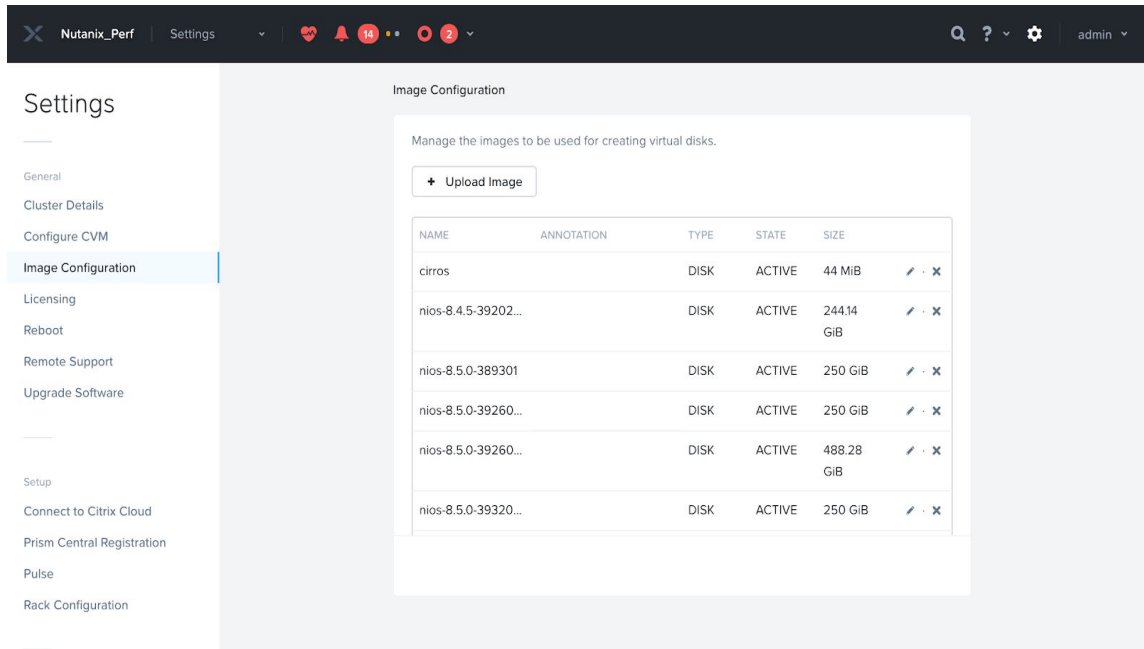 Nutanix_Perf Settings 14 2 ? admin
Settings
General
Cluster Details
Configure CVM
Image Configuration
Licensing
Reboot
Remote Support
Upgrade Software
Setup
Connect to Citrix Cloud
Prism Central Registration
Pulse
Rack Configuration
Image Configuration
Manage the images to be used for creating virtual disks.
+ Upload Image
NAME ANNOTATION TYPE STATE SIZE
cirros DISK ACTIVE 44 MiB
nios-8.4.5-39202... DISK ACTIVE 244.14
GiB
nios-8.5.0-389301 DISK ACTIVE 250 GiB
nios-8.5.0-39260... DISK ACTIVE 250 GiB
nios-8.5.0-39260... DISK ACTIVE 488.28
GiB
nios-8.5.0-39320... DISK ACTIVE 250 GiB